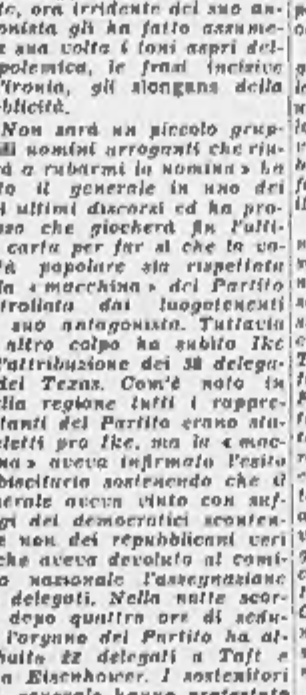 te, ora irridente del suo an-
onista gli ha fatto assume-
a sua volta i toni aspri del-
polemica, le frasi incisive
l'ironia, gli slongans della
blicità.
Non sarà un piccolo grup-
di uomini arroganti che riu-
rà a rubarmi la nomina » ha
to il generale in uno dei
i ultimi discorsi ed ha pro-
sso che giocherà fin l'ulti-
carta per far sì che la vo-
tà popolare sia rispettata
la « macchina » del Partito
trollata dai luogotenenti
suo antagonista. Tuttavia
altro colpo ha subìto Ike
l'attribuzione dei 38 delega-
del Texas. Com'è noto in
lla regione tutti i rappre-
tanti del Partito erano sta-
eletti pro Ike, ma la « mac-
na » aveva infirmato l'esito
biscitario sostenendo che il
nerale aveva vinto con suf-
gi dei democratici sconten-
e non dei repubblicani veri
che aveva devoluto al comi-
o nazionale l'assegnazione
delegati. Nella notte scor-
dopo quattro ore di sedu-
l'organo del Partito ha at-
buito 22 delegati a Taft e
a Eisenhower. I sostenitori
generale hanno protestato